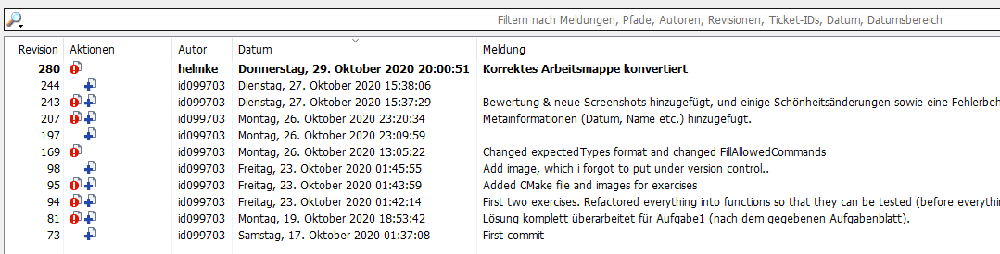 Filtern nach Meldungen, Pfade, Autoren, Revisionen, Ticket-IDs, Datum, Datumsbereich
Revision Aktionen Autor Datum Meldung
280 helmke Donnerstag, 29. Oktober 2020 20:00:51 Korrektes Arbeitsmappe konvertiert
244 id099703 Dienstag, 27. Oktober 2020 15:38:06
243 id099703 Dienstag, 27. Oktober 2020 15:37:29 Bewertung & neue Screenshots hinzugefügt, und einige Schönheitsänderungen sowie eine Fehlerbeh
207 id099703 Montag, 26. Oktober 2020 23:20:34 Metainformationen (Datum, Name etc.) hinzugefügt.
197 id099703 Montag, 26. Oktober 2020 23:09:59
169 id099703 Montag, 26. Oktober 2020 13:05:22 Changed expectedTypes format and changed FillAllowedCommands
98 id099703 Freitag, 23. Oktober 2020 01:45:55 Add image, which i forgot to put under version control..
95 id099703 Freitag, 23. Oktober 2020 01:43:59 Added CMake file and images for exercises
94 id099703 Freitag, 23. Oktober 2020 01:42:14 First two exercises. Refactored everything into functions so that they can be tested (before everythin
81 id099703 Montag, 19. Oktober 2020 18:53:42 Lösung komplett überarbeitet für Aufgabe1 (nach dem gegebenen Aufgabenblatt).
73 id099703 Samstag, 17. Oktober 2020 01:37:08 First commit